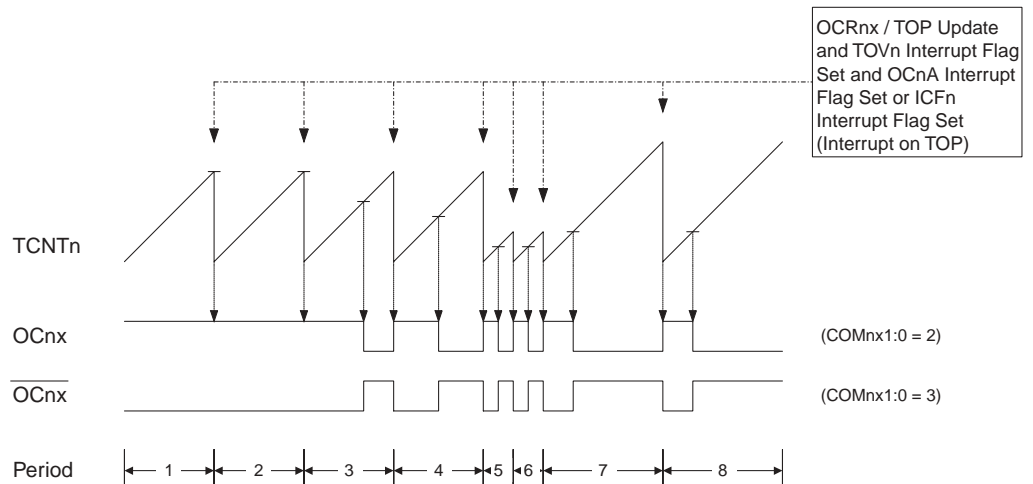 OCRnx / TOP Update
and TOVn Interrupt Flag
Set and OCnA Interrupt
Flag Set or ICFn
Interrupt Flag Set
(Interrupt on TOP)
TCNTn
OCnx
(COMnx1:0 = 2)
OCnx
(COMnx1:0 = 3)
Period
1 2 3 4 5 6 7 8